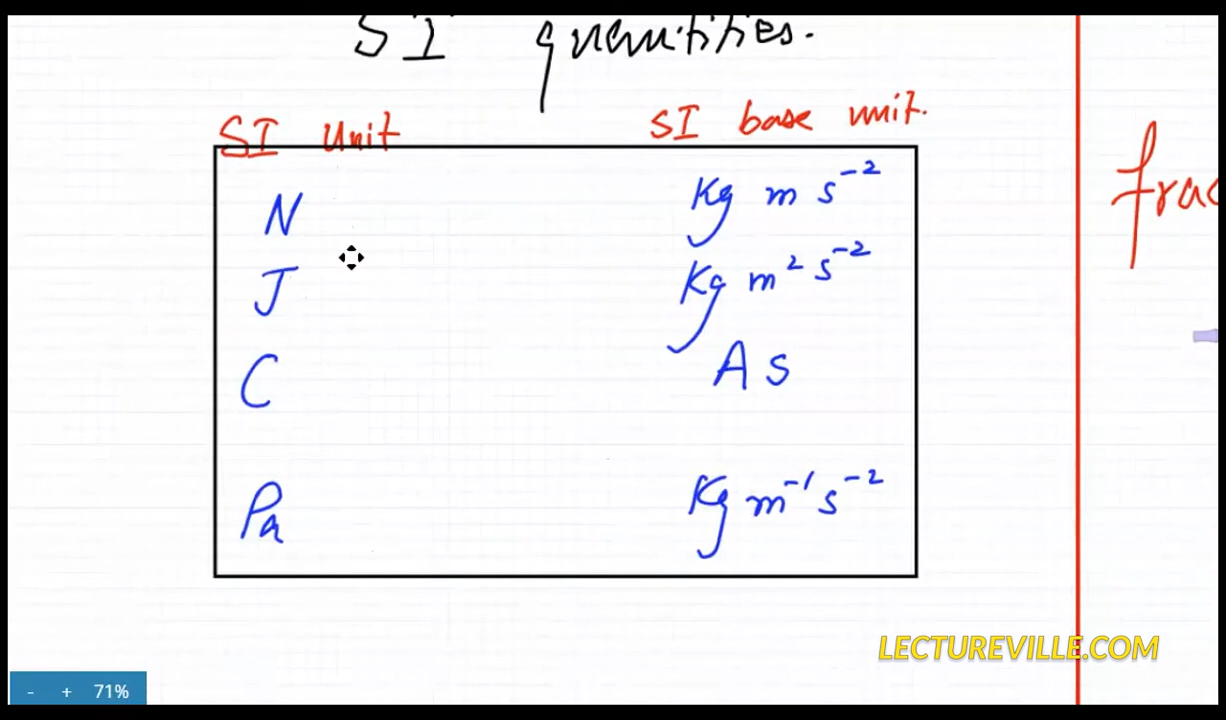 SI quantities.
SI Unit SI base unit.
N Kg m s⁻²
J Kg m² s⁻²
C A s
Pa Kg m⁻¹ s⁻²
frac
LECTUREVILLE.COM
- + 71%